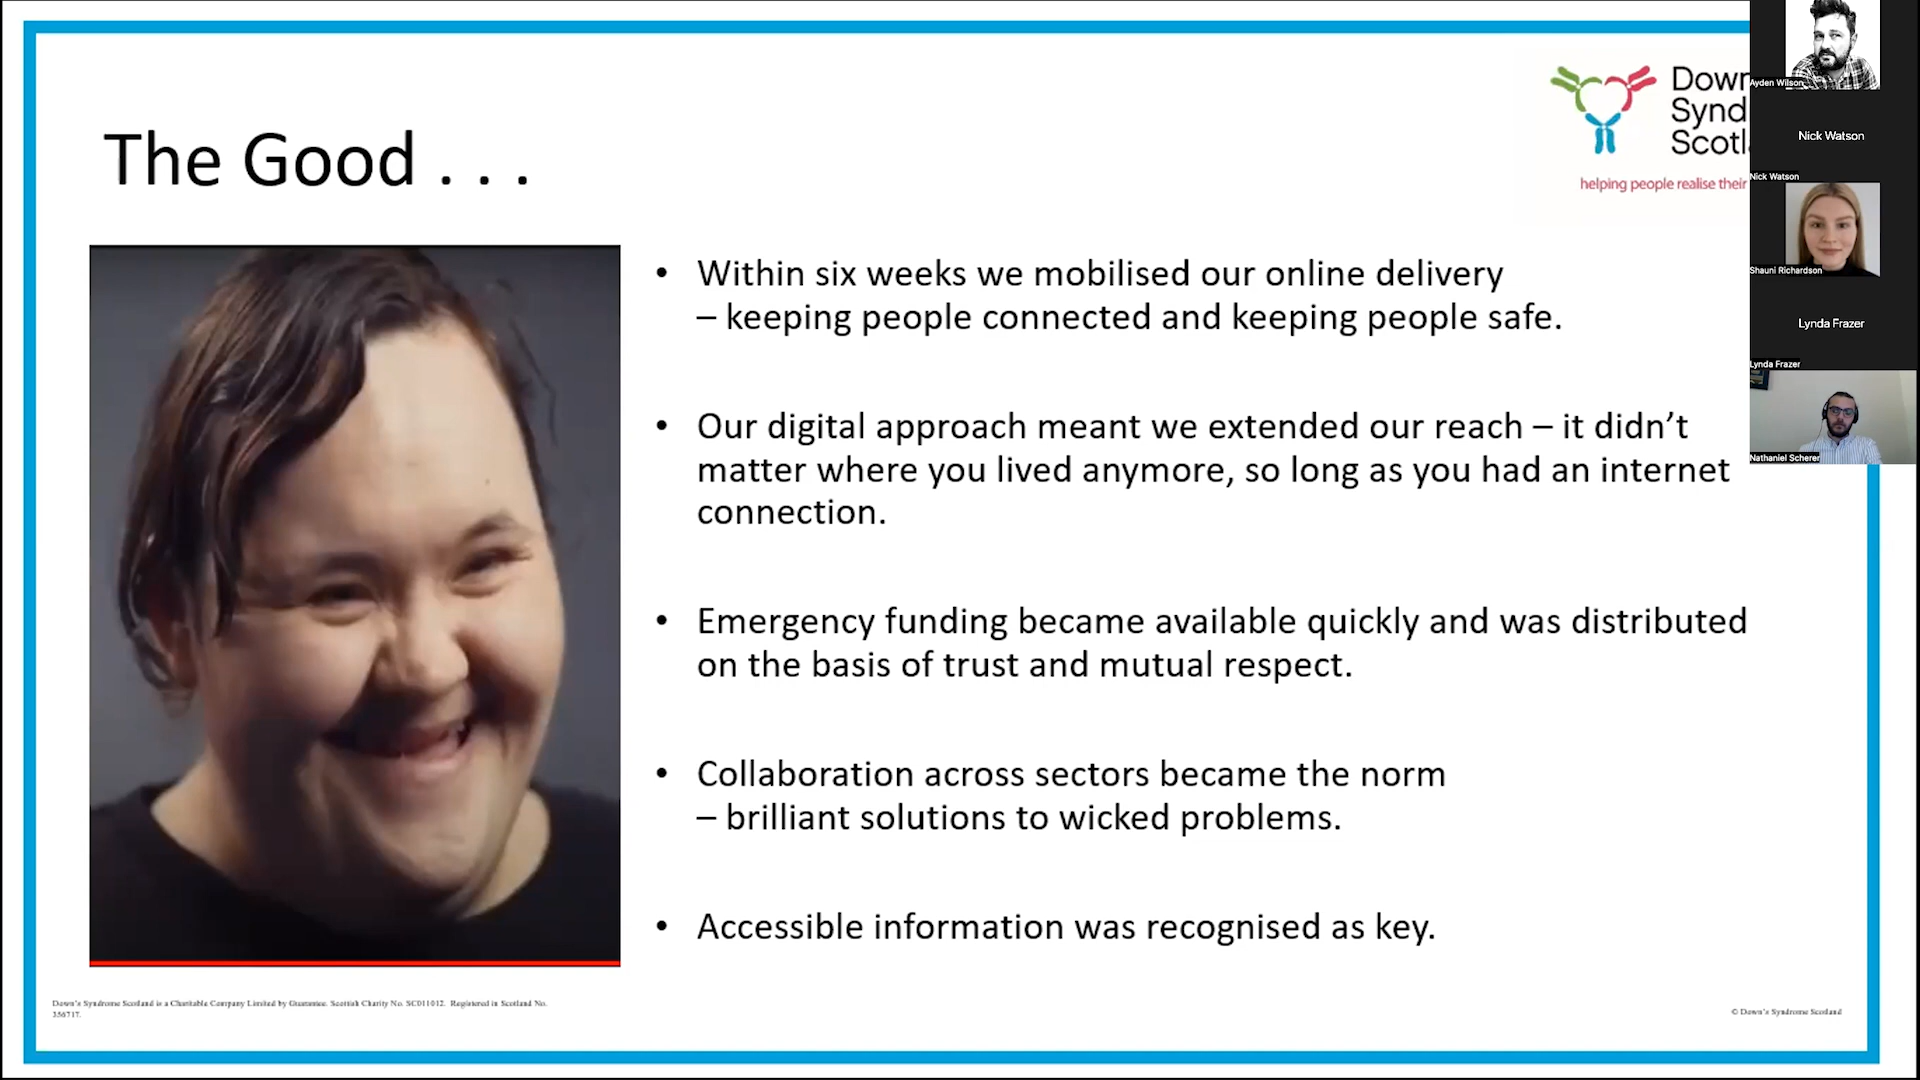 The Good . . .
Down
Synd
Scotl
helping people realise their
• Within six weeks we mobilised our online delivery
– keeping people connected and keeping people safe.
• Our digital approach meant we extended our reach – it didn’t
matter where you lived anymore, so long as you had an internet
connection.
• Emergency funding became available quickly and was distributed
on the basis of trust and mutual respect.
• Collaboration across sectors became the norm
– brilliant solutions to wicked problems.
• Accessible information was recognised as key.
Down’s Syndrome Scotland is a Charitable Company Limited by Guarantee. Scottish Charity No. SC011012. Registered in Scotland No.
356717.
© Down’s Syndrome Scotland
Ayden Wilson
Nick Watson
Nick Watson
Shauni Richardson
Lynda Frazer
Lynda Frazer
Nathaniel Scherer